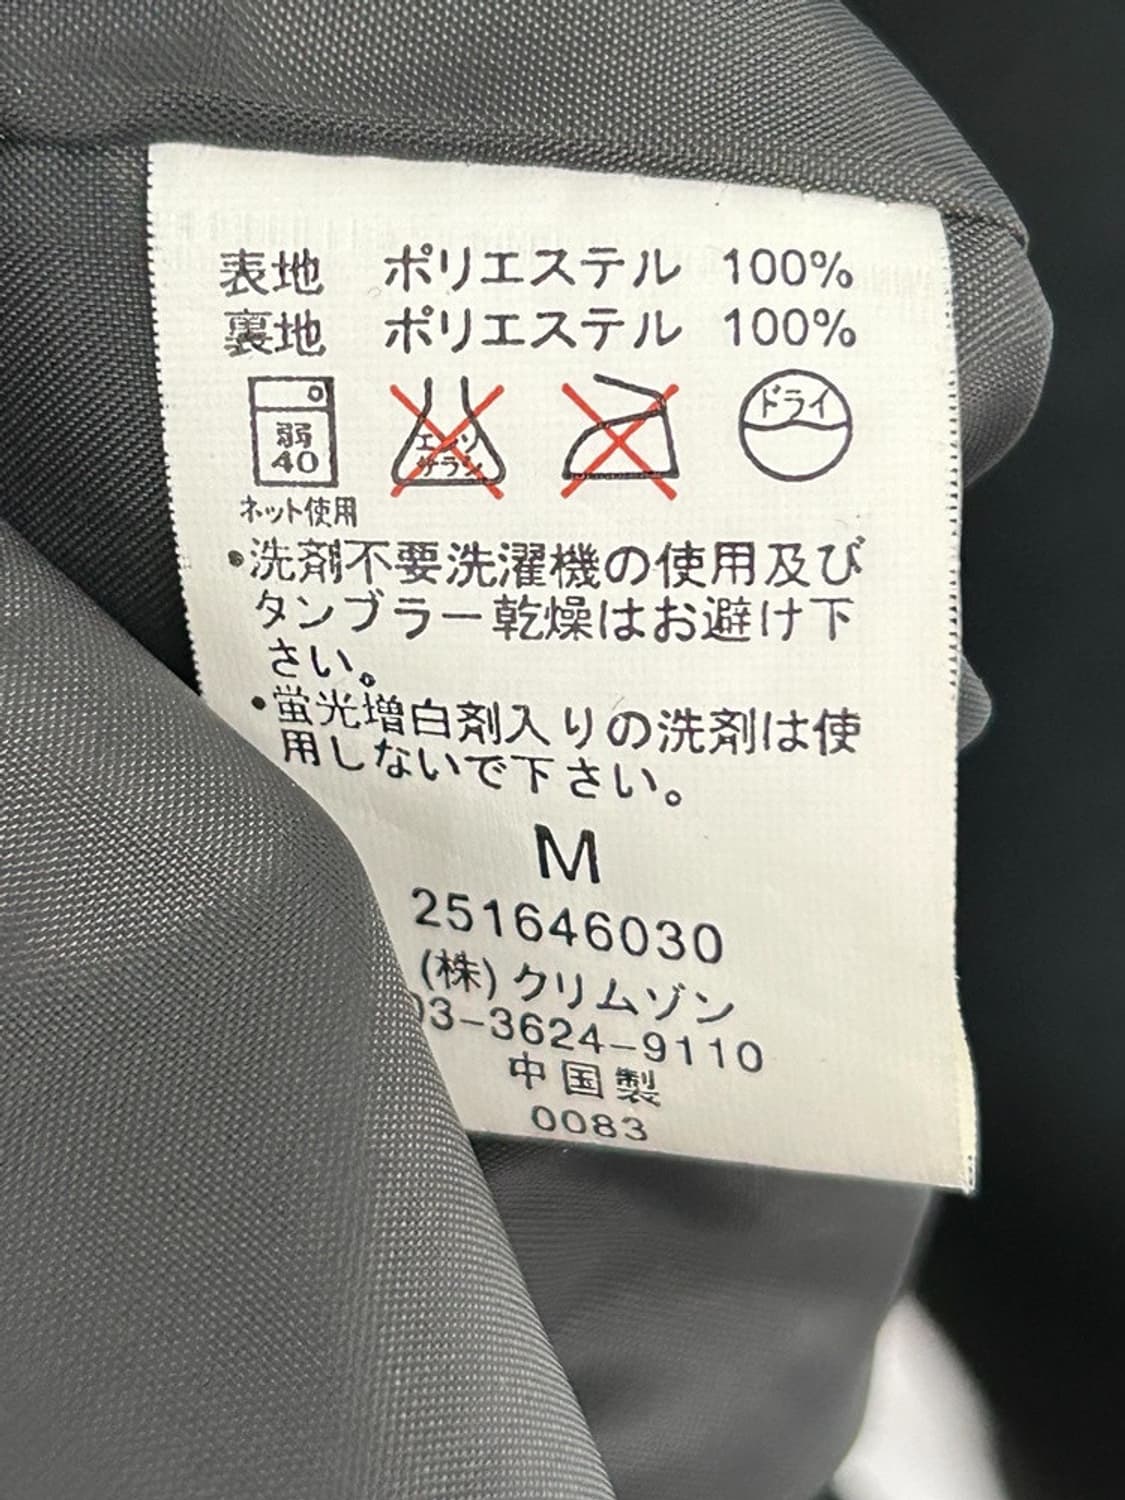 表地 ポリエステル 100%
裏地 ポリエステル 100%
弱
40
エンソ
サラシ
ドライ
ネット使用
•洗剤不要洗濯機の使用及び
タンブラー乾燥はお避け下
さい。
•蛍光増白剤入りの洗剤は使
用しないで下さい。
M
251646030
(株)クリムゾン
03-3624-9110
中国製
0083